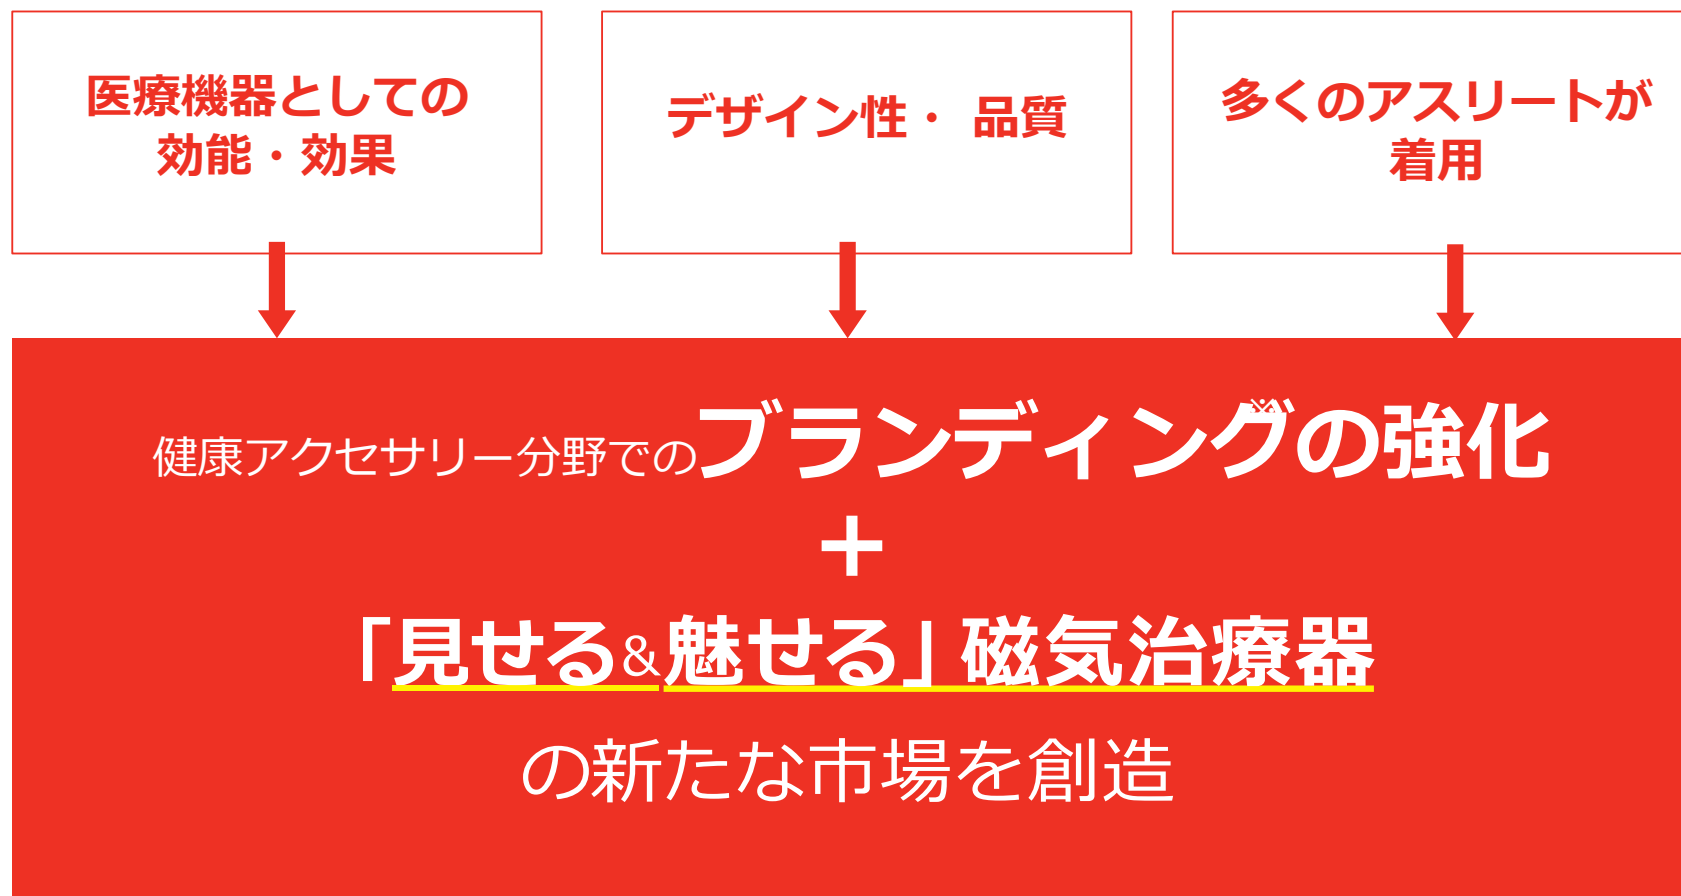 医療機器としての
効能・効果
デザイン性・ 品質
多くのアスリートが
着用
※
健康アクセサリー分野でのブランディングの強化
+
「見せる&魅せる」磁気治療器
の新たな市場を創造